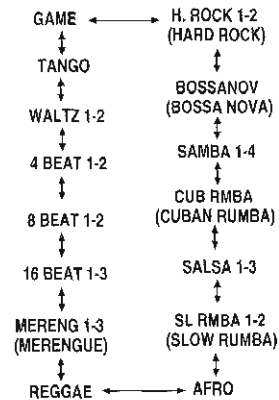 GAME
TANGO
WALTZ 1-2
4 BEAT 1-2
8 BEAT 1-2
16 BEAT 1-3
MERENG 1-3
(MERENGUE)
REGGAE
H. ROCK 1-2
(HARD ROCK)
BOSSANOV
(BOSSA NOVA)
SAMBA 1-4
CUB RMBA
(CUBAN RUMBA)
SALSA 1-3
SL RMBA 1-2
(SLOW RUMBA)
AFRO